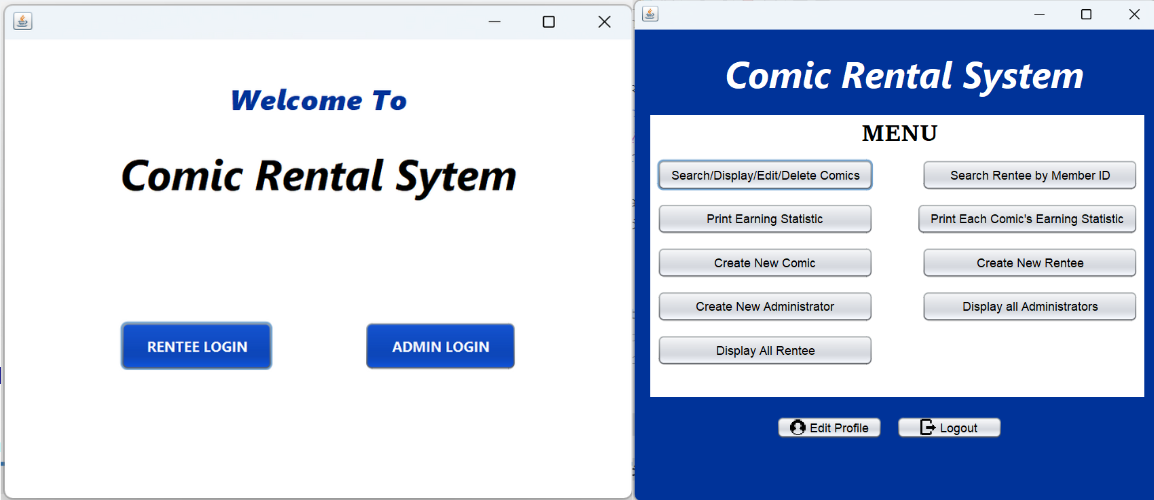 Welcome To
Comic Rental Sytem
RENTEE LOGIN
ADMIN LOGIN
Comic Rental System
MENU
Search/Display/Edit/Delete Comics
Search Rentee by Member ID
Print Earning Statistic
Print Each Comic's Earning Statistic
Create New Comic
Create New Rentee
Create New Administrator
Display all Administrators
Display All Rentee
Edit Profile
Logout